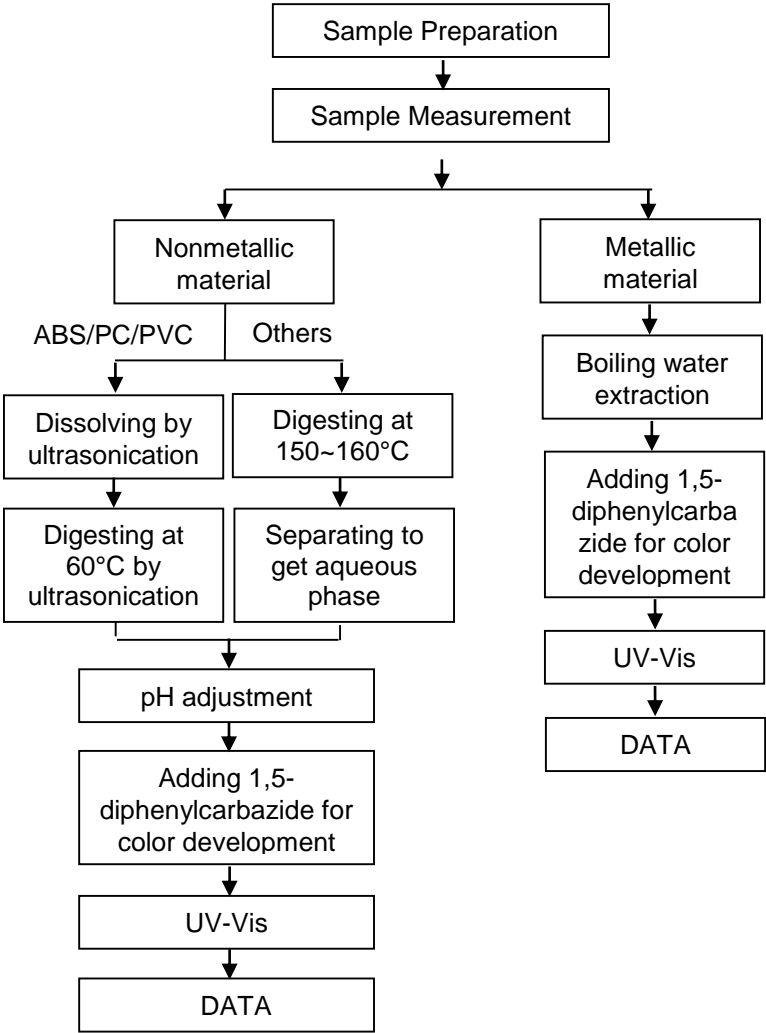 Sample Preparation
Sample Measurement
Nonmetallic
material
Metallic
material
ABS/PC/PVC
Others
Boiling water
extraction
Dissolving by
ultrasonication
Digesting at
150~160°C
Adding 1,5-
diphenylcarba
zide for color
development
Digesting at
60°C by
ultrasonication
Separating to
get aqueous
phase
UV-Vis
pH adjustment
DATA
Adding 1,5-
diphenylcarbazide for
color development
UV-Vis
DATA